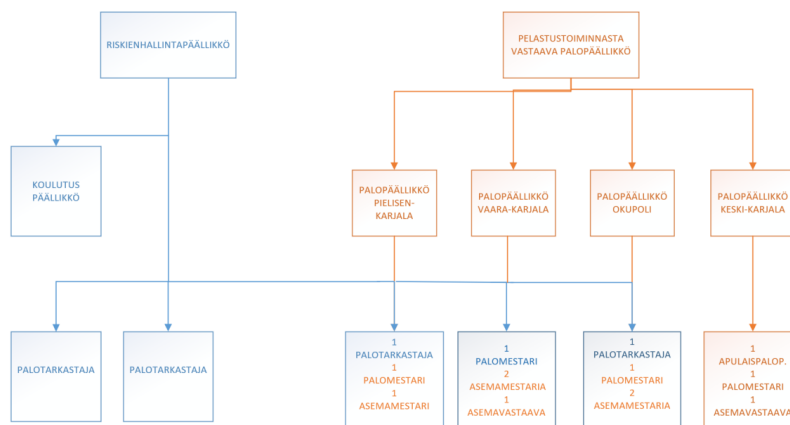 RISKIENHALLINTAPÄÄLLIKKÖ
PELASTUSTOIMINNASTA
VASTAAVA PALOPÄÄLLIKKÖ
KOULUTUS
PÄÄLLIKKÖ
PALOPÄÄLLIKKÖ
PIELISEN-
KARJALA
PALOPÄÄLLIKKÖ
VAARA-KARJALA
PALOPÄÄLLIKKÖ
OKUPOLI
PALOPÄÄLLIKKÖ
KESKI-KARJALA
PALOTARKASTAJA
PALOTARKASTAJA
1
PALOTARKASTAJA
1
PALOMESTARI
1
ASEMAMESTARI
1
PALOMESTARI
2
ASEMAMESTARIA
1
ASEMAVASTAAVA
1
PALOTARKASTAJA
1
PALOMESTARI
2
ASEMAMESTARIA
1
APULAISPALOP.
1
PALOMESTARI
1
ASEMAVASTAAVA